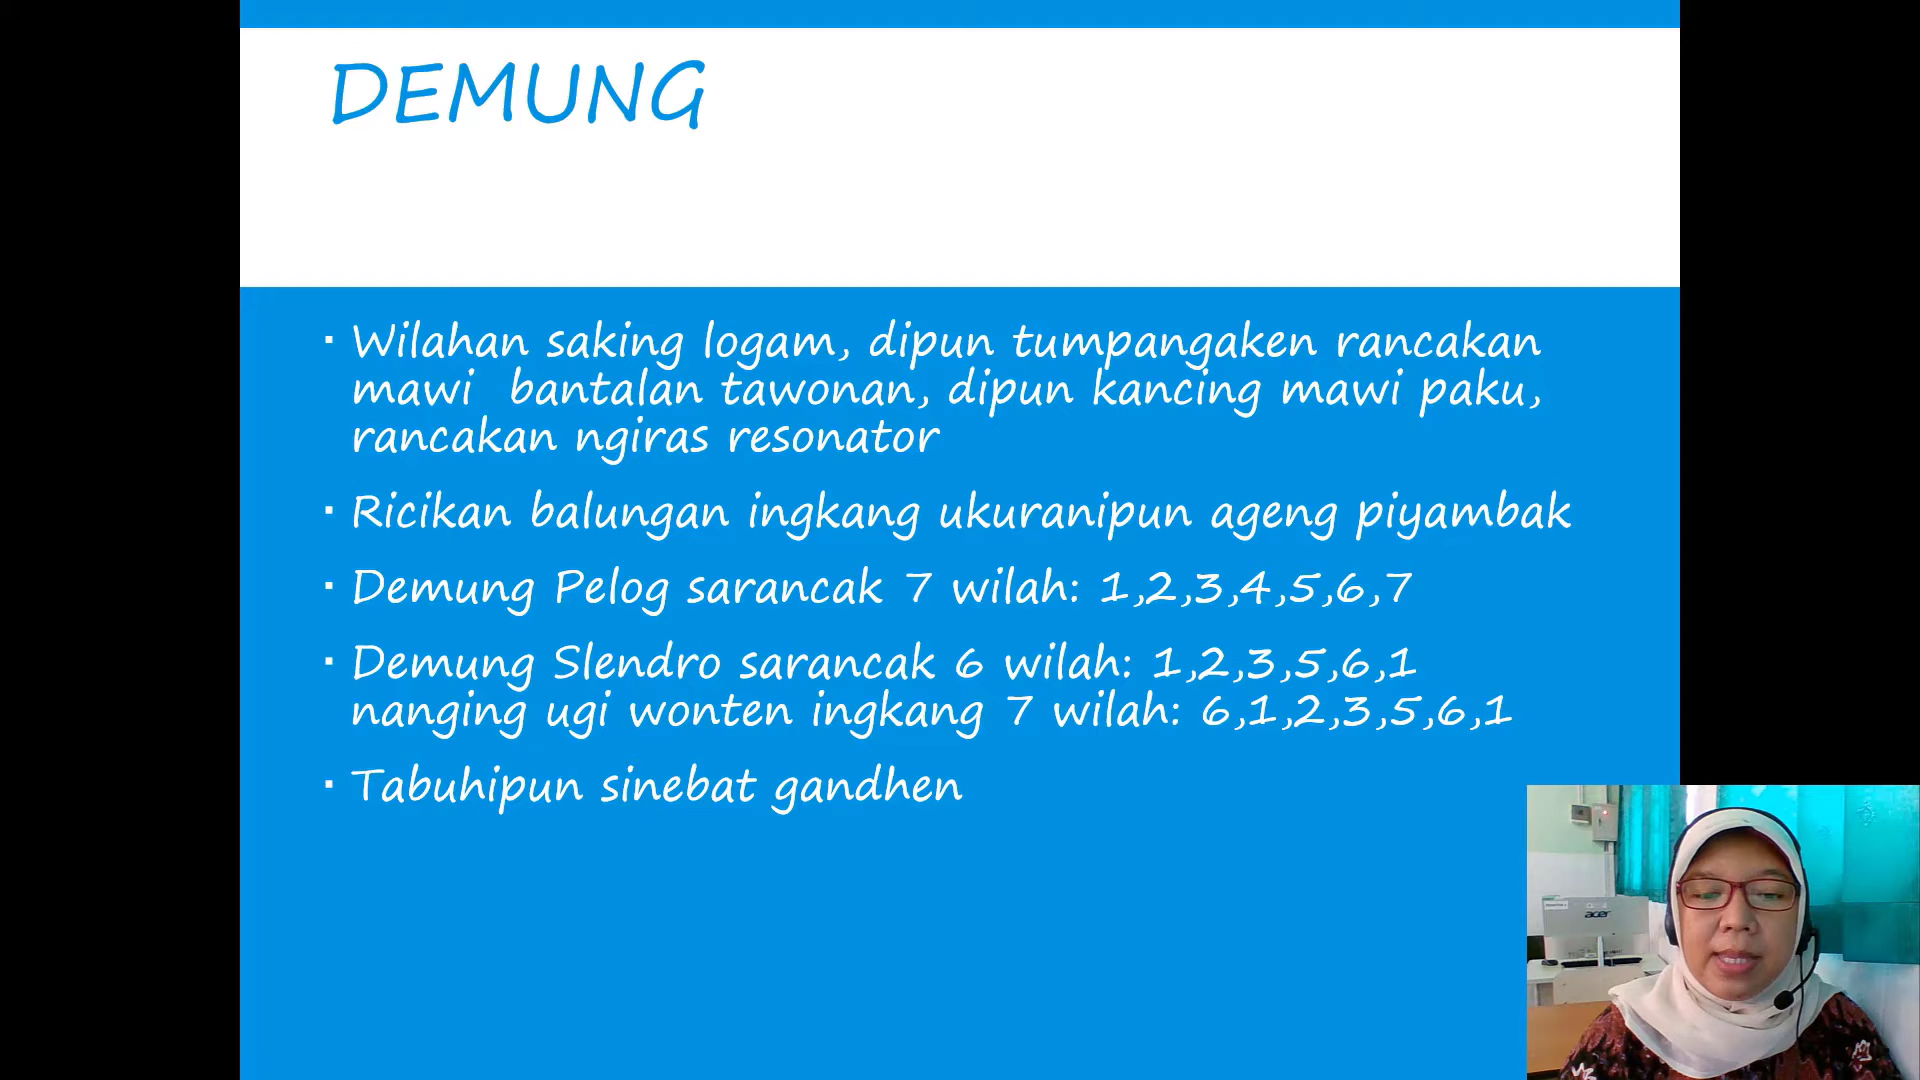 DEMUNG
▪ Wilahan saking logam, dipun tumpangaken rancakan
mawi bantalan tawonan, dipun kancing mawi paku,
rancakan ngiras resonator
▪ Ricikan balungan ingkang ukuranipun ageng piyambak
▪ Demung Pelog sarancak 7 wilah: 1,2,3,4,5,6,7
▪ Demung Slendro sarancak 6 wilah: 1,2,3,5,6,1
nanging ugi wonten ingkang 7 wilah: 6,1,2,3,5,6,1
▪ Tabuhipun sinebat gandhen
acer